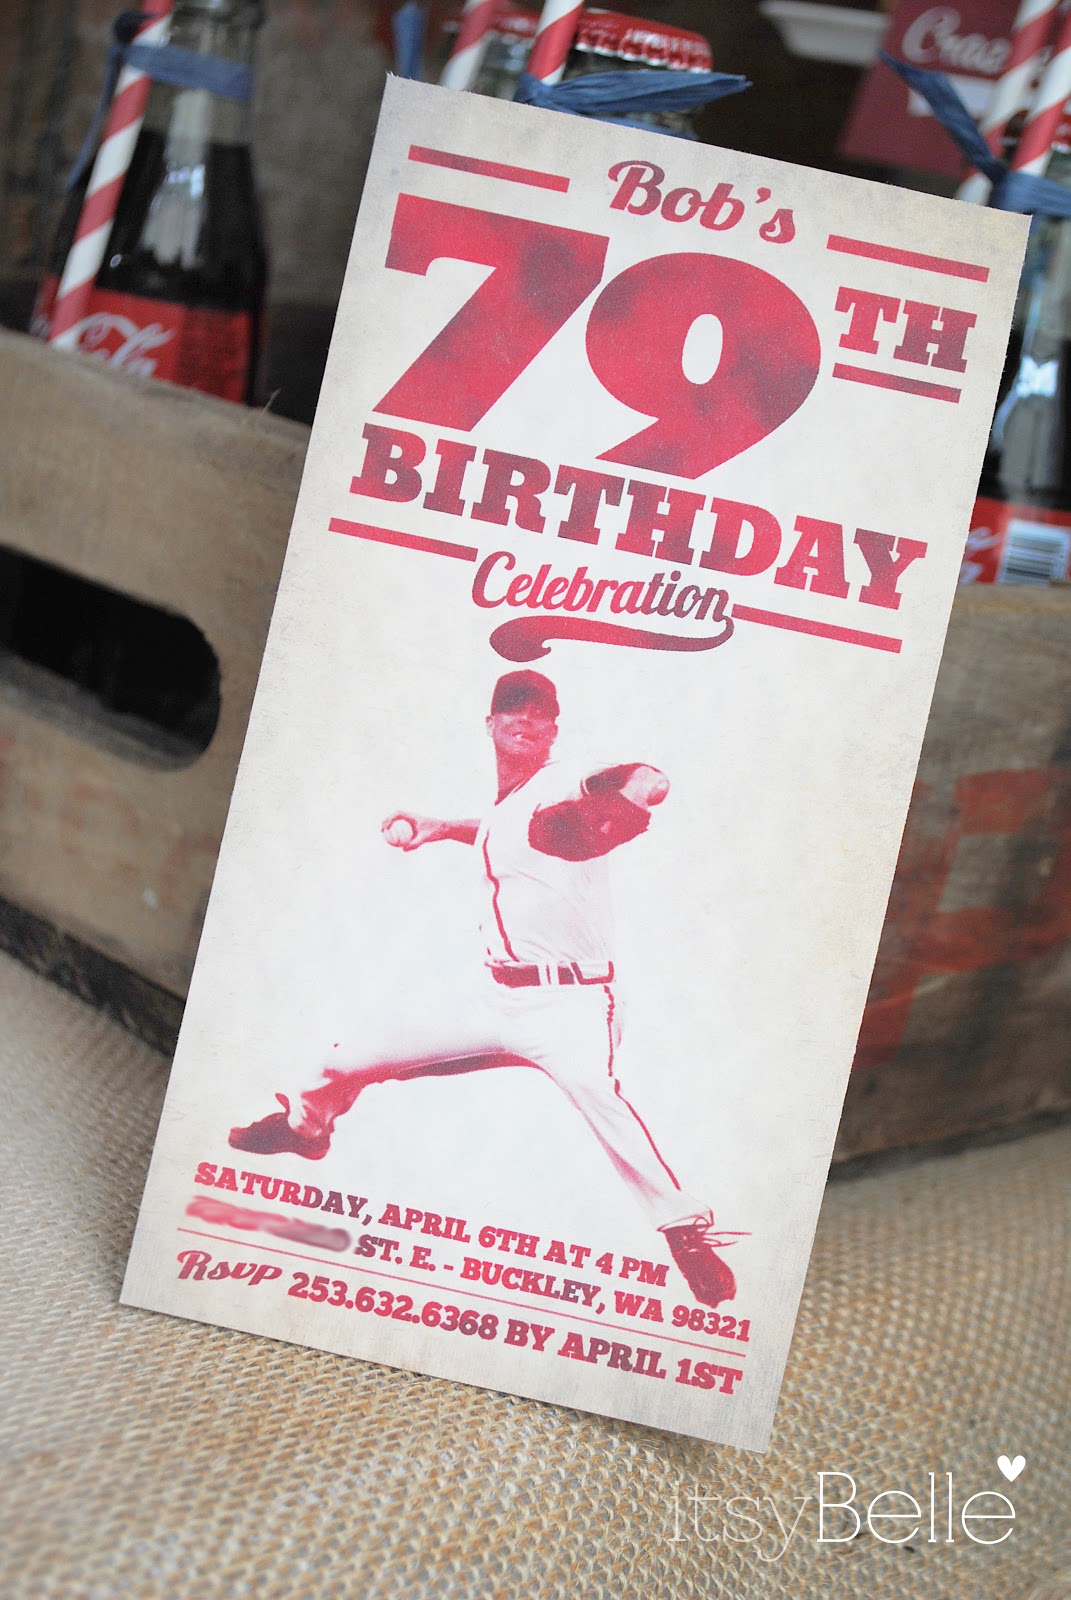 Bob's
79TH
BIRTHDAY
Celebration
SATURDAY, APRIL 6TH AT 4 PM
ST. E. - BUCKLEY, WA 98321
Rsvp 253.632.6368 BY APRIL 1ST
itsyBelle